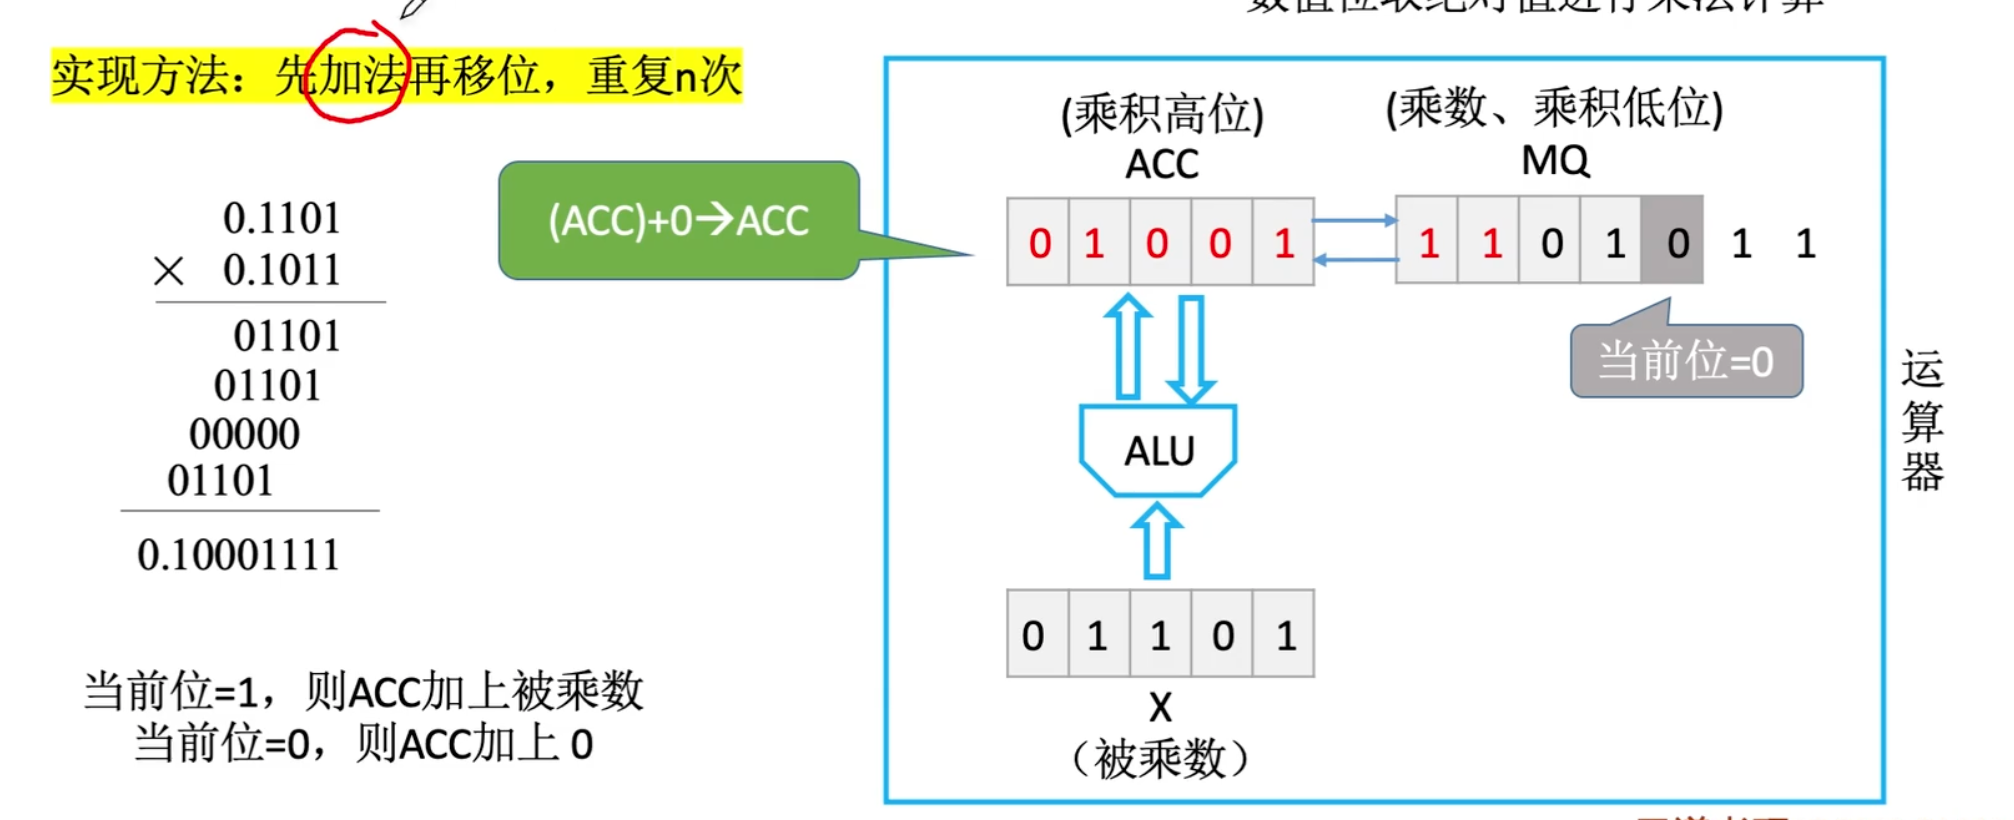 实现方法：先加法再移位，重复n次
0.1101
× 0.1011
01101
01101
00000
01101
0.10001111
当前位=1，则ACC加上被乘数
当前位=0，则ACC加上 0
(ACC)+0→ACC
(乘积高位)
ACC
(乘数、乘积低位)
MQ
0 1 0 0 1
1 1 0 1 0 1 1
当前位=0
ALU
0 1 1 0 1
X
（被乘数）
运算器